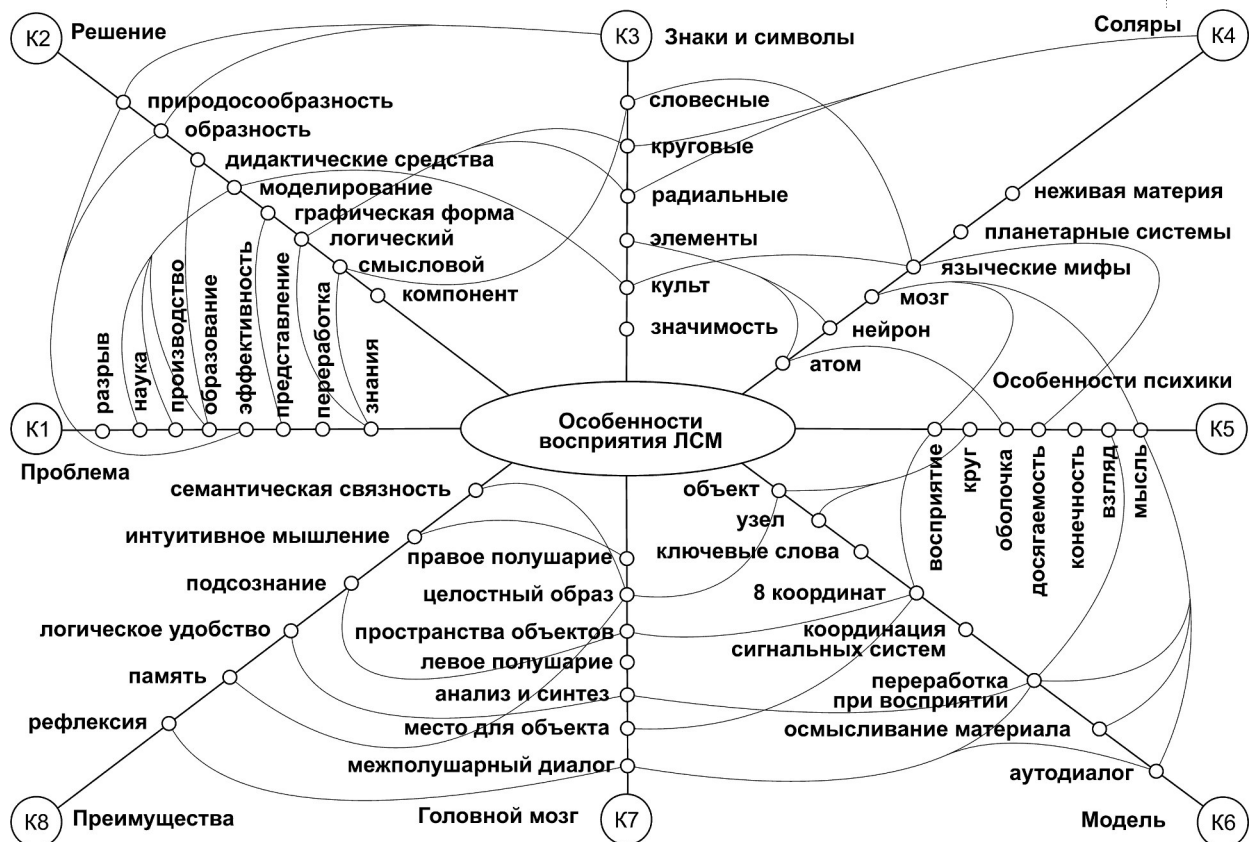 К2 Решение
К3 Знаки и символы
Соляры К4
природосообразность
образность
дидактические средства
моделирование
графическая форма
логический
смысловой
компонент
словесные
круговые
радиальные
элементы
культ
значимость
неживая материя
планетарные системы
языческие мифы
мозг
нейрон
атом
К1
Проблема
разрыв
наука
производство
образование
эффективность
представление
переработка
знания
Особенности
восприятия ЛСМ
Особенности психики
К5
восприятие
круг
оболочка
досягаемость
конечность
взгляд
мысль
семантическая связность
интуитивное мышление
подсознание
логическое удобство
память
рефлексия
К8 Преимущества
правое полушарие
целостный образ
пространства объектов
левое полушарие
анализ и синтез
место для объекта
межполушарный диалог
Головной мозг К7
объект
узел
ключевые слова
8 координат
координация
сигнальных систем
переработка
при восприятии
осмысливание материала
аутодиалог
Модель К6